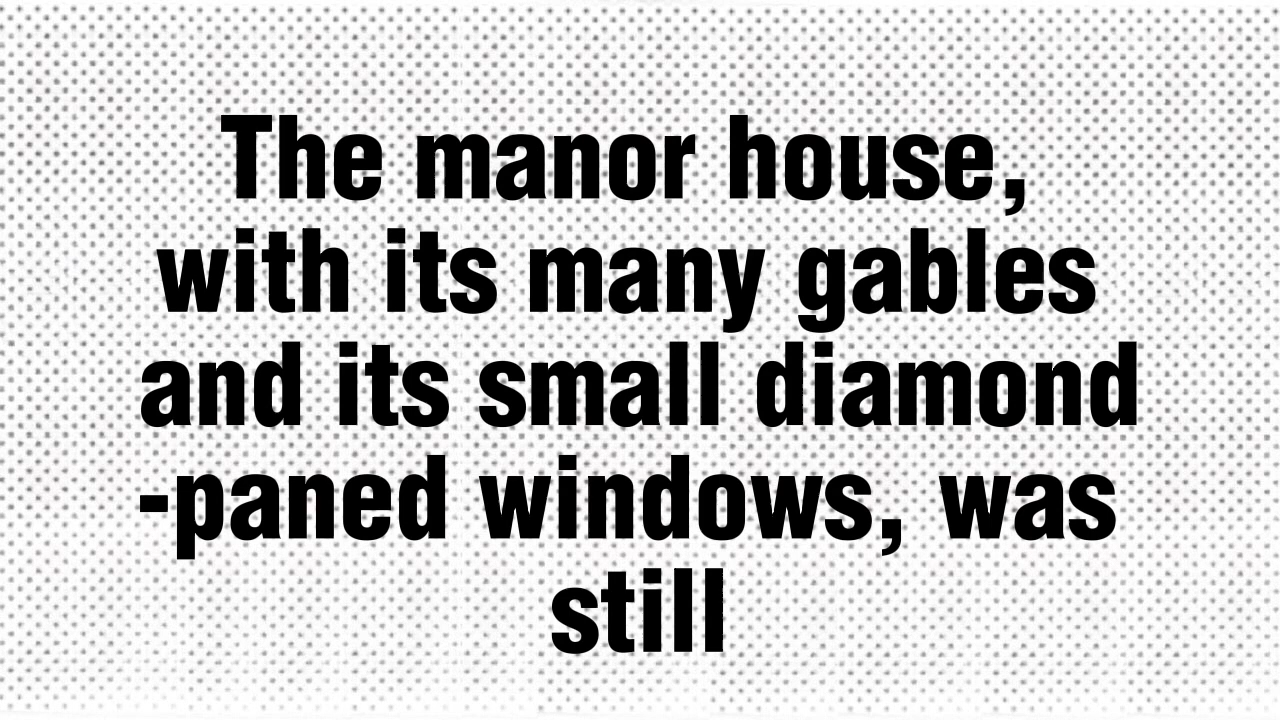 The manor house,
with its many gables
and its small diamond
-paned windows, was
still